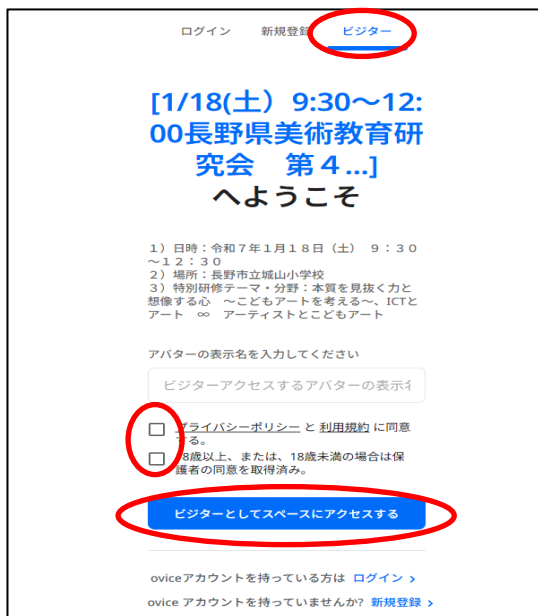 ログイン 新規登録 ビジター
[1/18(土）9:30～12:
00長野県美術教育研
究会　第４...]
へようこそ
１）日時：令和７年１月１８日（土）　９：３０
～１２：３０
２）場所：長野市立城山小学校
３）特別研修テーマ・分野：本質を見抜く力と
想像する心　～こどもアートを考える～、ICTと
アート　∞　アーティストとこどもアート
アバターの表示名を入力してください
ビジターアクセスするアバターの表示名
プライバシーポリシー と 利用規約 に同意
する。
18歳以上、または、18歳未満の場合は保
護者の同意を取得済み。
ビジターとしてスペースにアクセスする
oviceアカウントを持っている方は ログイン >
ovice アカウントを持っていませんか? 新規登録 >